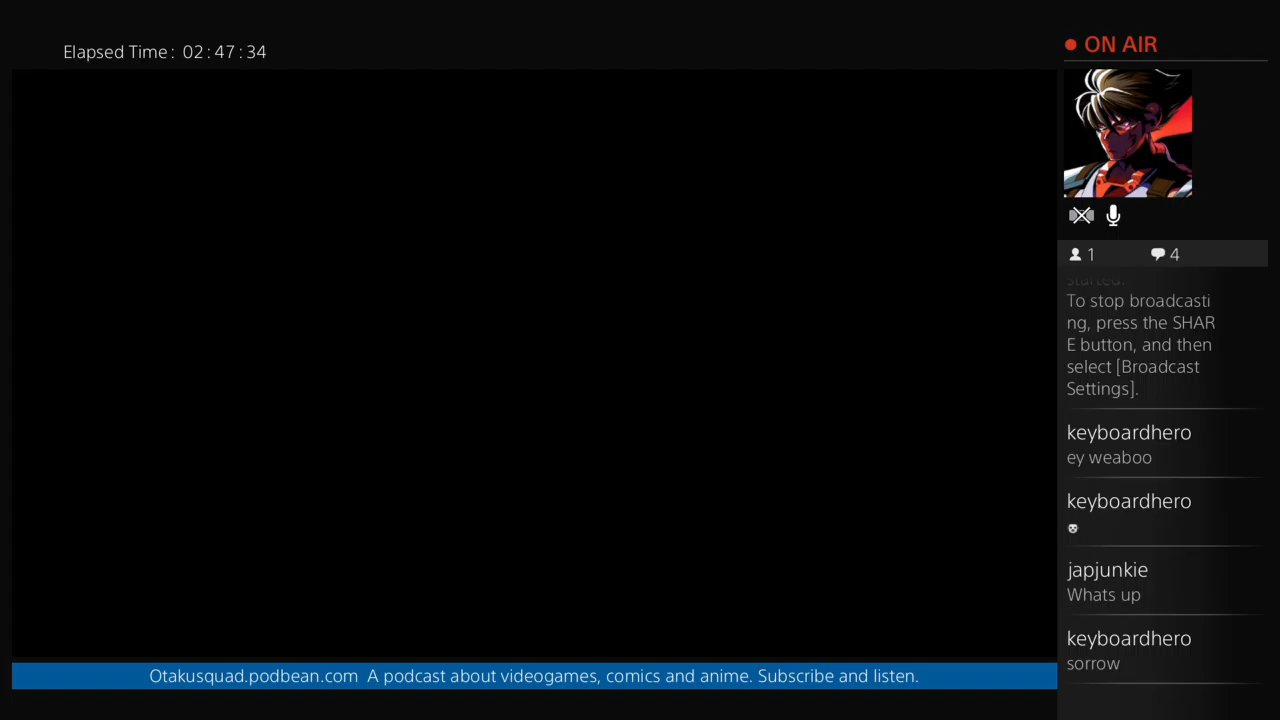 Elapsed Time: 02:47:34
ON AIR
1 4
started.
To stop broadcasti
ng, press the SHAR
E button, and then
select [Broadcast
Settings].
keyboardhero
ey weaboo
keyboardhero
japjunkie
Whats up
keyboardhero
sorrow
Otakusquad.podbean.com A podcast about videogames, comics and anime. Subscribe and listen.